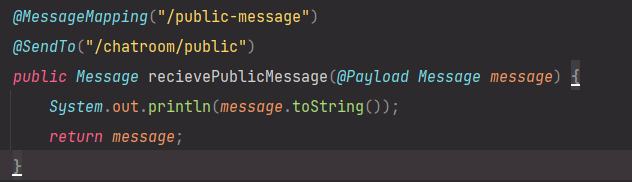 @MessageMapping("/public-message")
@SendTo("/chatroom/public")
public Message recievePublicMessage(@Payload Message message) {
    System.out.println(message.toString());
    return message;
}